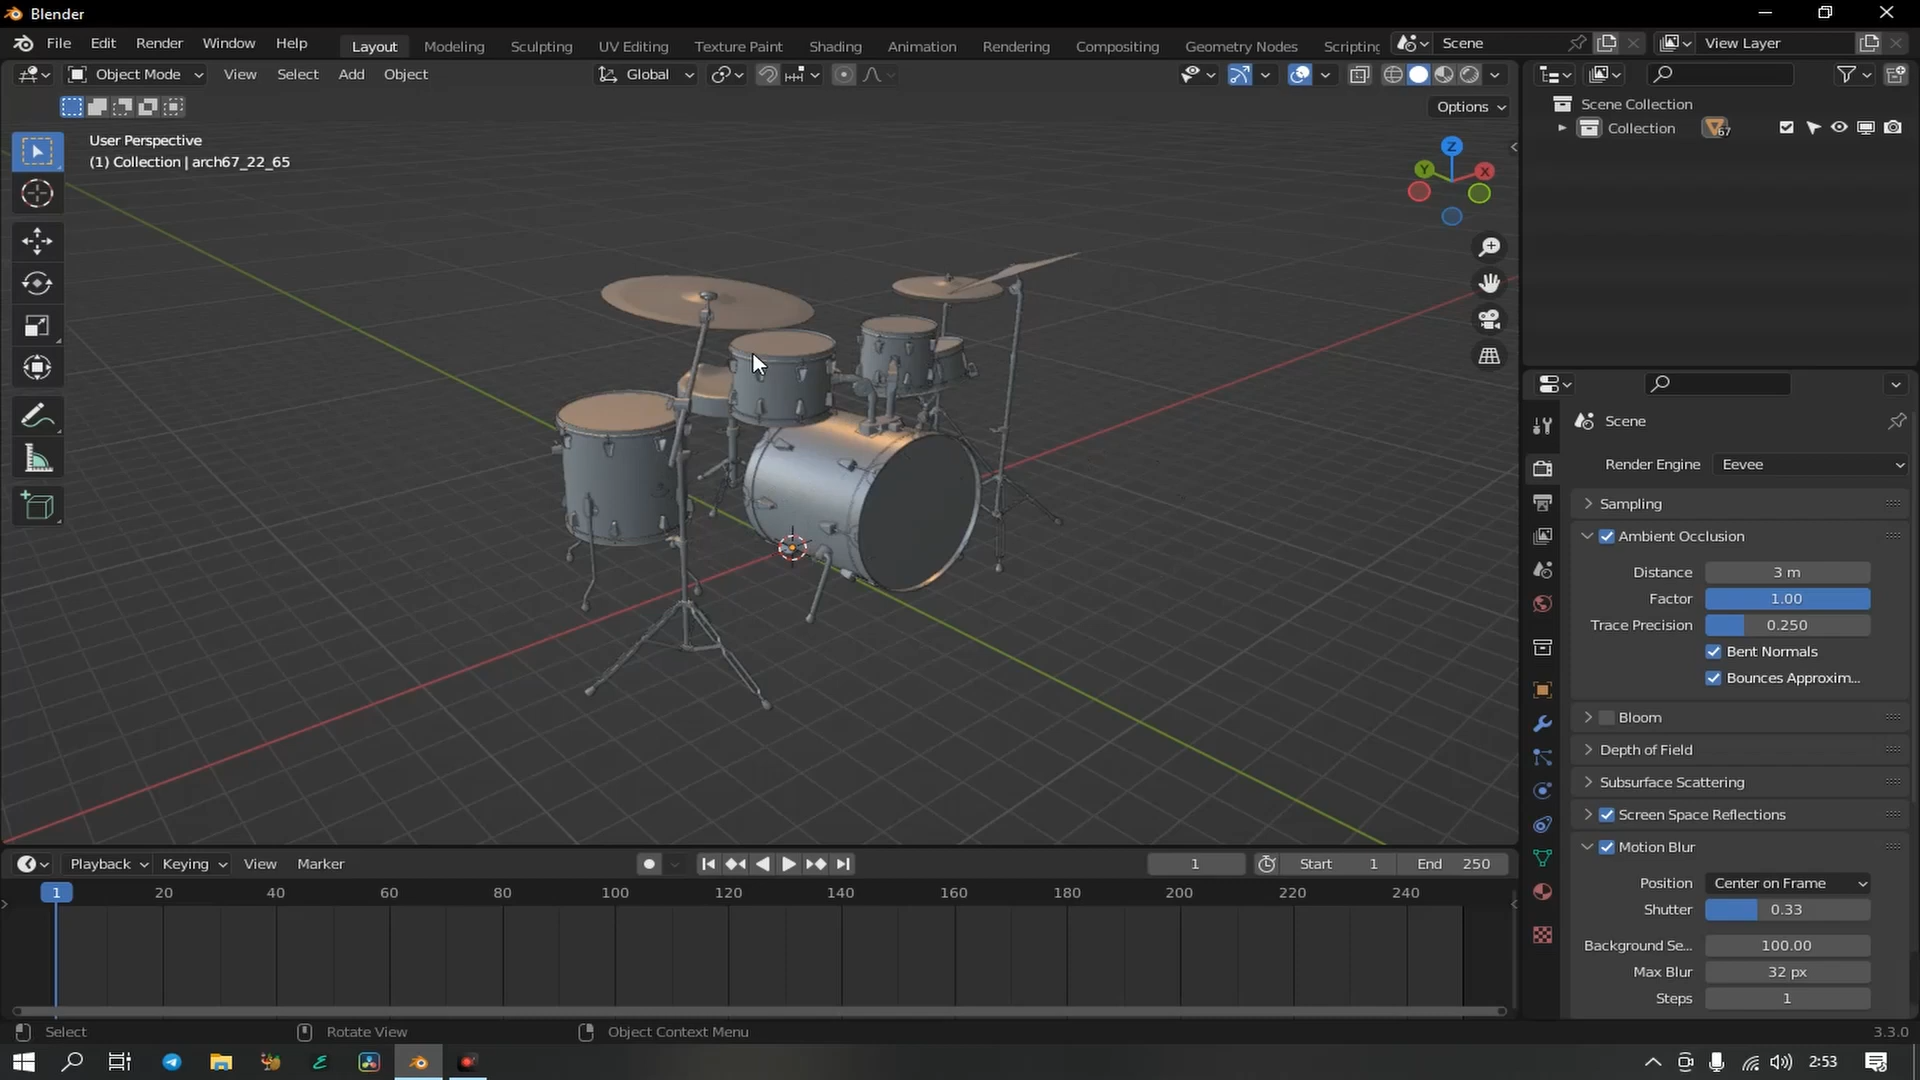 Blender
File Edit Render Window Help Layout Modeling Sculpting UV Editing Texture Paint Shading Animation Rendering Compositing Geometry Nodes Scripting Scene View Layer
Object Mode View Select Add Object Global
Options
User Perspective
(1) Collection | arch67_22_65
Z
Y
X
Scene Collection
Collection 67
Scene
Render Engine Eevee
Sampling
Ambient Occlusion
Distance 3 m
Factor 1.00
Trace Precision 0.250
Bent Normals
Bounces Approxim...
Bloom
Depth of Field
Subsurface Scattering
Screen Space Reflections
Motion Blur
Position Center on Frame
Shutter 0.33
Background Se... 100.00
Max Blur 32 px
Steps 1
Playback Keying View Marker 1 Start 1 End 250
1 20 40 60 80 100 120 140 160 180 200 220 240
Select Rotate View Object Context Menu 3.3.0
2:53